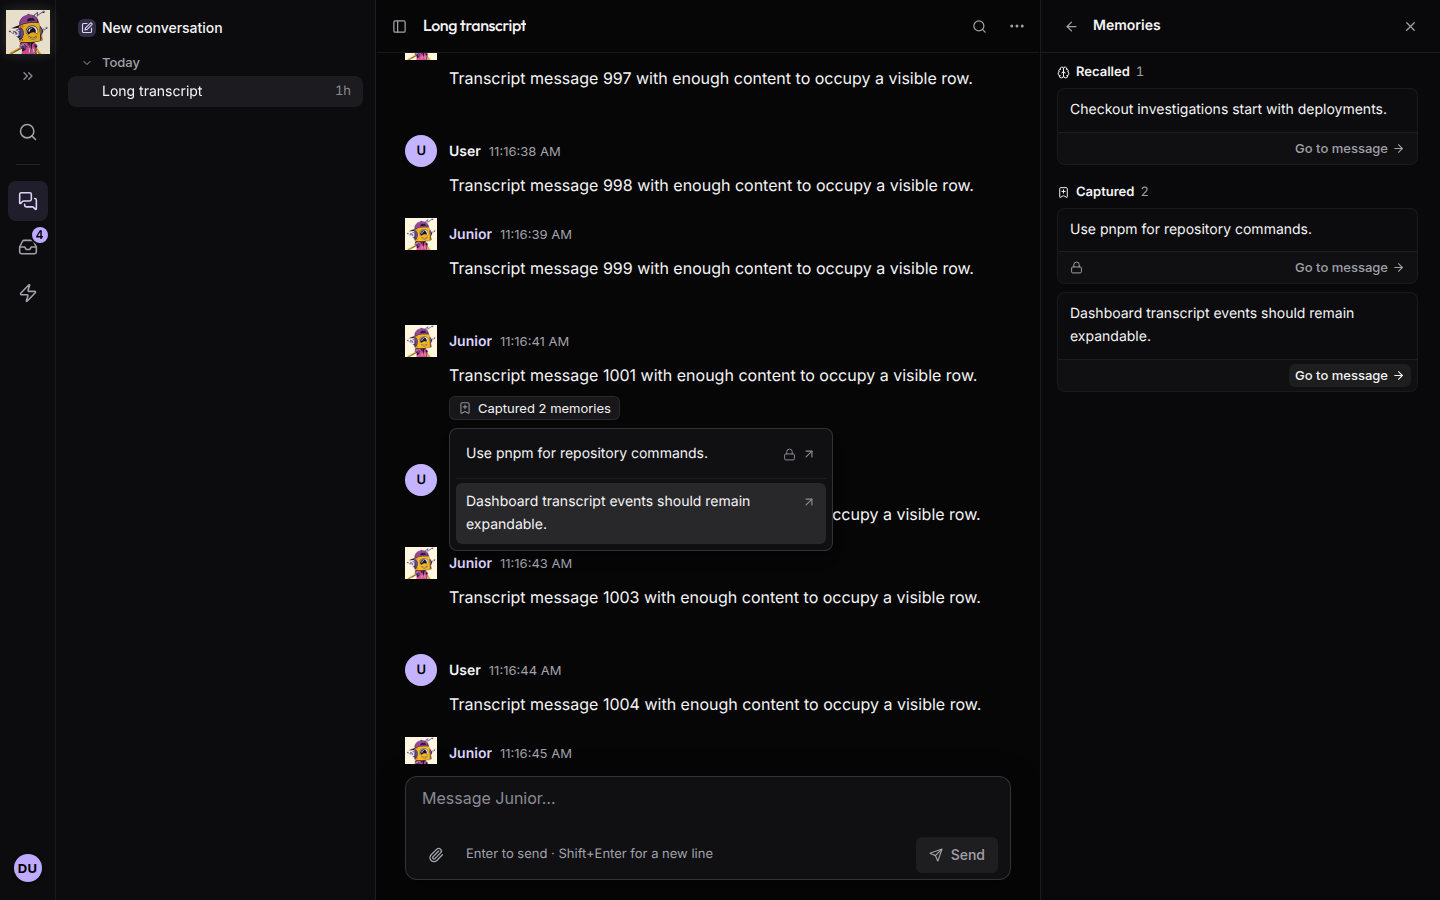 New conversation
Today
Long transcript
1h
4
DU
Long transcript
Transcript message 997 with enough content to occupy a visible row.
U
User 11:16:38 AM
Transcript message 998 with enough content to occupy a visible row.
Junior 11:16:39 AM
Transcript message 999 with enough content to occupy a visible row.
Junior 11:16:41 AM
Transcript message 1001 with enough content to occupy a visible row.
Captured 2 memories
Use pnpm for repository commands.
Dashboard transcript events should remain
expandable.
U
ccupy a visible row.
Junior 11:16:43 AM
Transcript message 1003 with enough content to occupy a visible row.
U
User 11:16:44 AM
Transcript message 1004 with enough content to occupy a visible row.
Junior 11:16:45 AM
Message Junior...
Enter to send · Shift+Enter for a new line
Send
Memories
Recalled 1
Checkout investigations start with deployments.
Go to message
Captured 2
Use pnpm for repository commands.
Go to message
Dashboard transcript events should remain
expandable.
Go to message